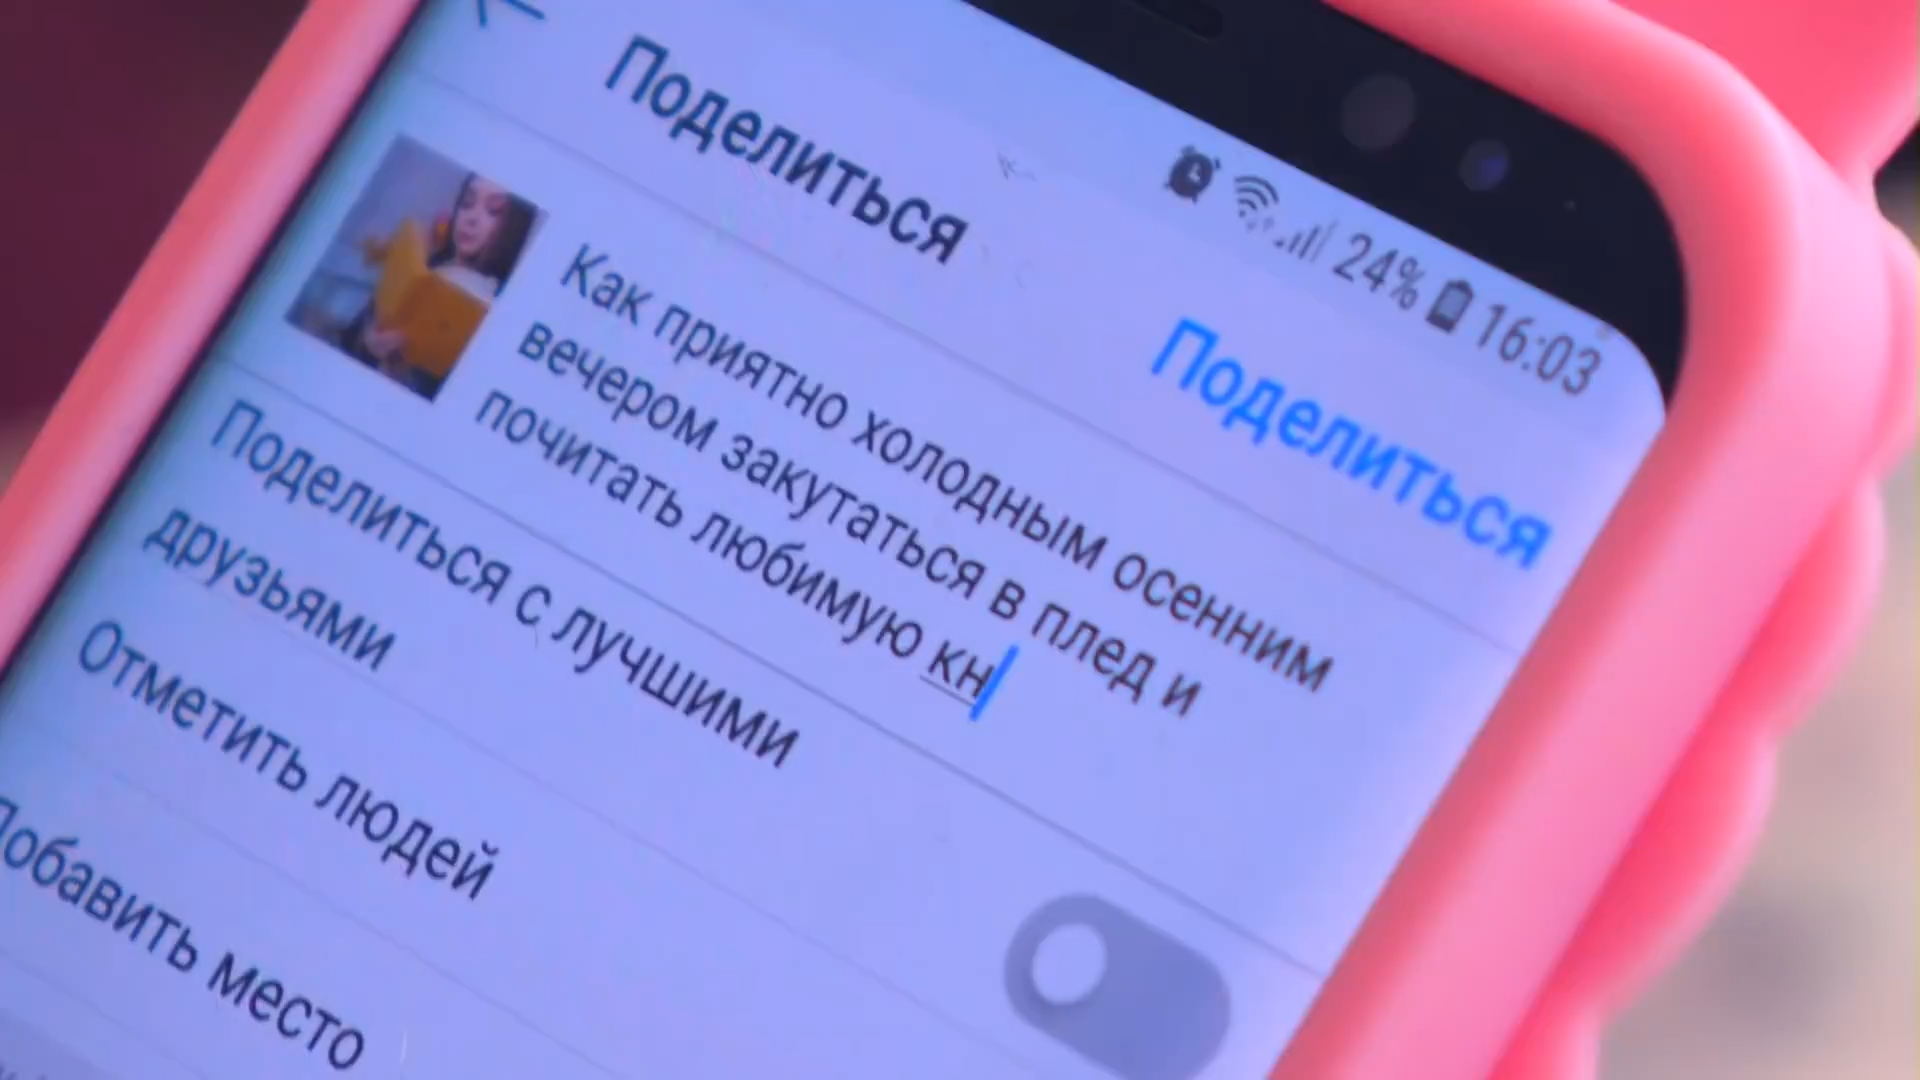 24% 16:03
Поделиться
Поделиться
Как приятно холодным осенним
вечером закутаться в плед и
почитать любимую кн
Поделиться с лучшими
друзьями
Отметить людей
Добавить место